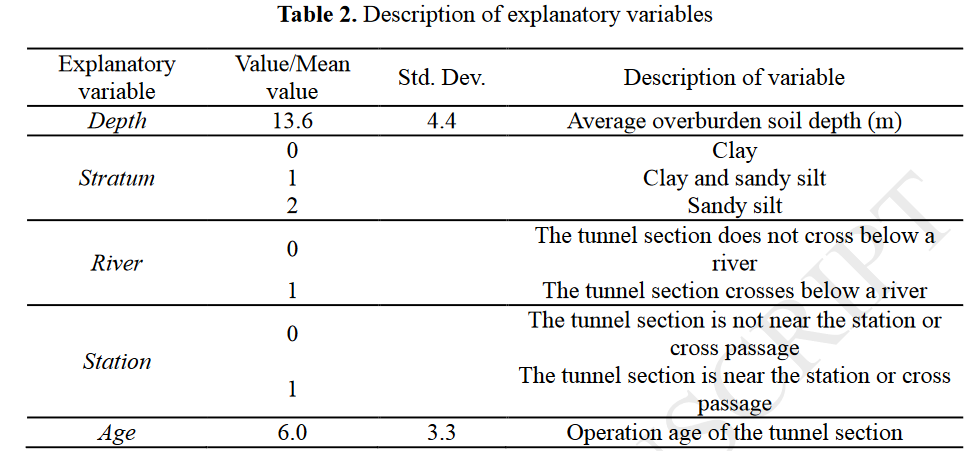 Table 2. Description of explanatory variables
Explanatory variable Value/Mean value Std. Dev. Description of variable
Depth 13.6 4.4 Average overburden soil depth (m)
Stratum
0 Clay
1 Clay and sandy silt
2 Sandy silt
River
0 The tunnel section does not cross below a river
1 The tunnel section crosses below a river
Station
0 The tunnel section is not near the station or cross passage
1 The tunnel section is near the station or cross passage
Age 6.0 3.3 Operation age of the tunnel section
SCRIPT